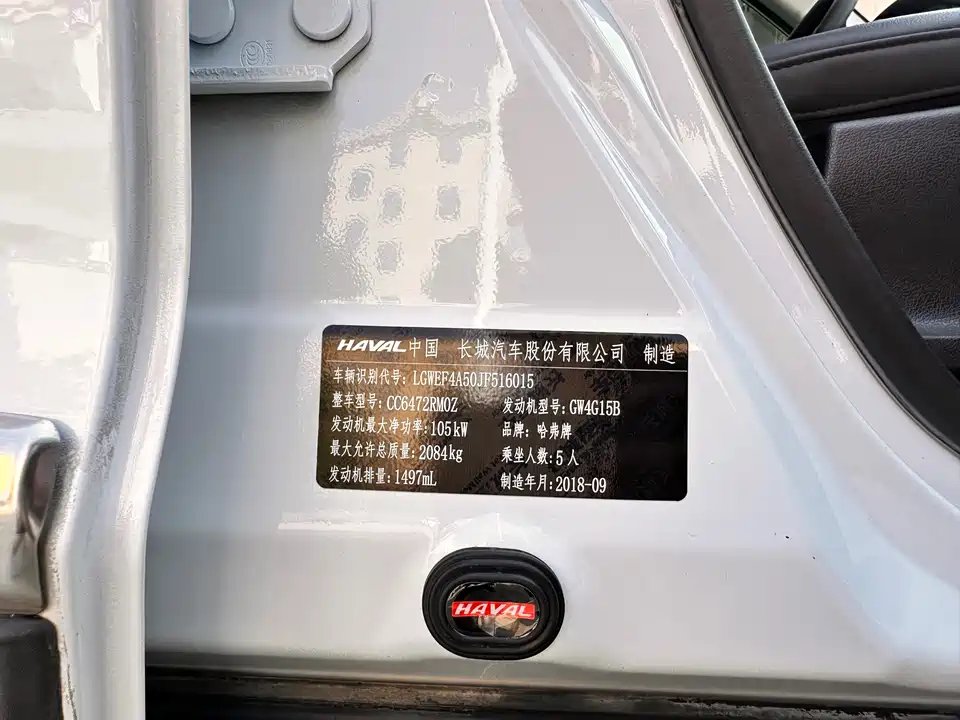 HAVAL中国 长城汽车股份有限公司 制造
车辆识别代号: LGWEF4A50JF516015
整车型号: CC6472RM0Z 发动机型号: GW4G15B
发动机最大净功率: 105kW 品牌: 哈弗牌
最大允许总质量: 2084kg 乘坐人数: 5人
发动机排量: 1497mL 制造年月: 2018-09
HAVAL